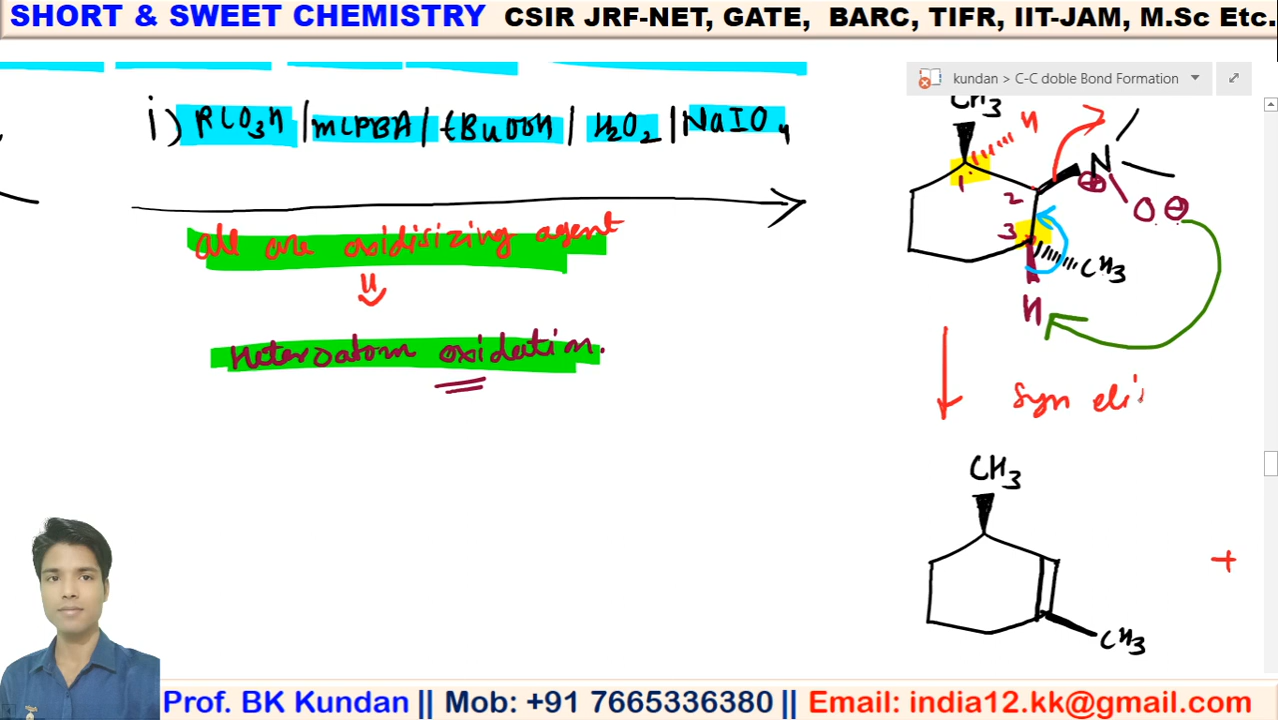 SHORT & SWEET CHEMISTRY CSIR JRF-NET, GATE, BARC, TIFR, IIT-JAM, M.Sc Etc.
kundan > C-C doble Bond Formation
i) RCO3H / mCPBA / tBuOOH / H2O2 / NaIO4
All are oxidisizing agent
Heteroatom oxidation.
CH3
H
N
1
2
⊕
O ⊖
3
CH3
H
Syn eli
CH3
+
CH3
Prof. BK Kundan || Mob: +91 7665336380 || Email: india12.kk@gmail.com